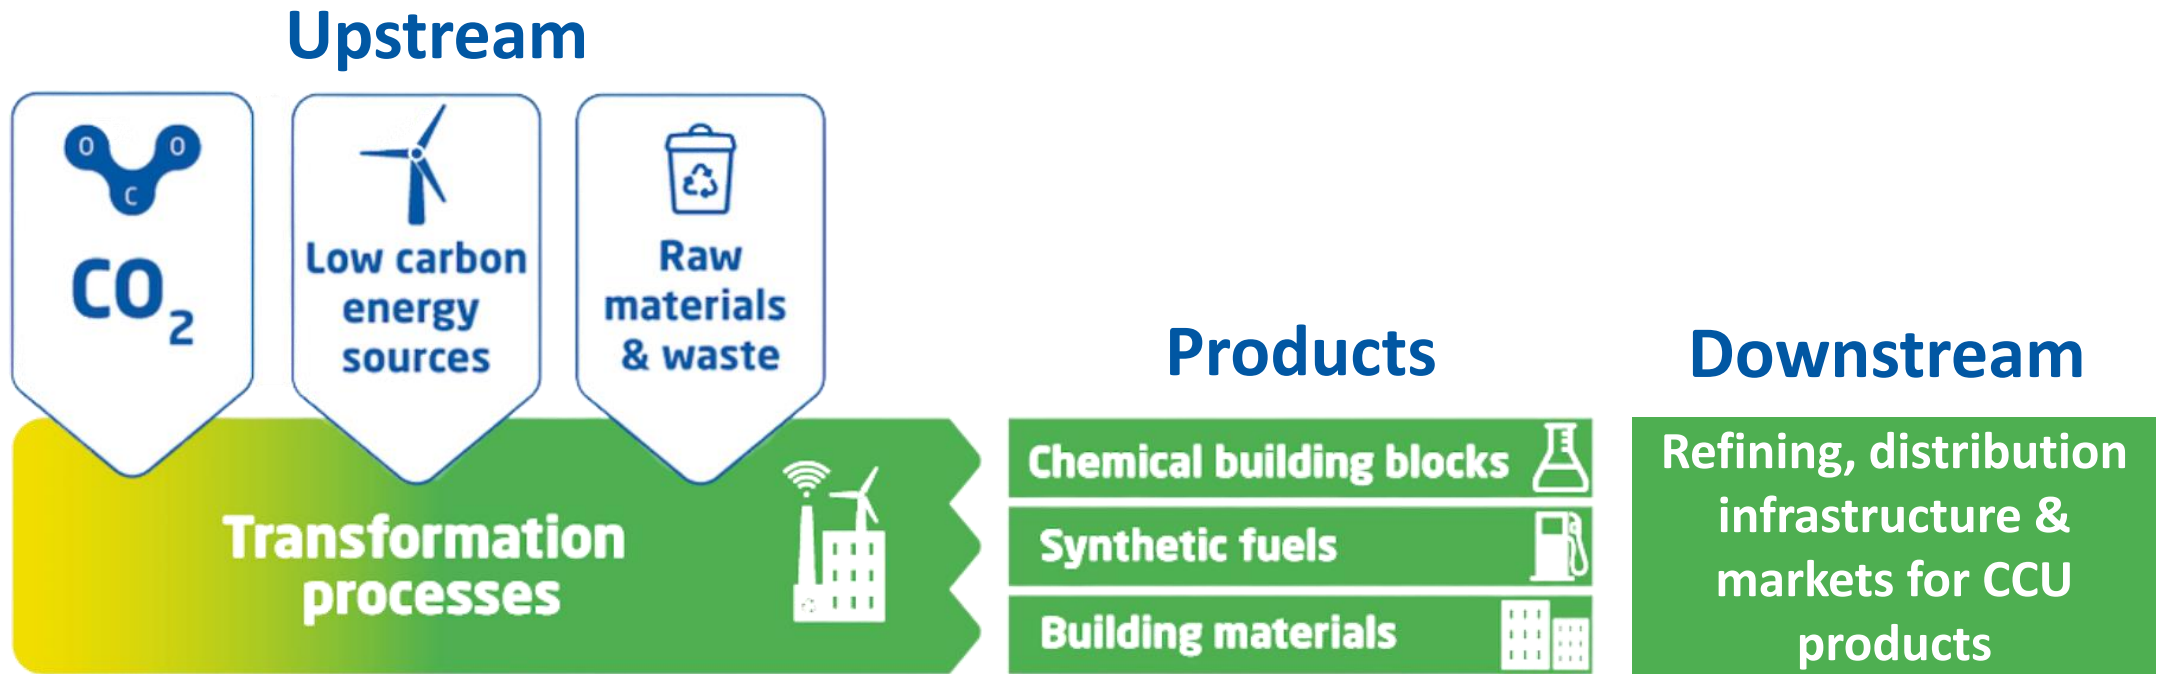 Upstream
O O
C
CO2
Low carbon
energy
sources
Raw
materials
& waste
Transformation
processes
Products
Chemical building blocks
Synthetic fuels
Building materials
Downstream
Refining, distribution
infrastructure &
markets for CCU
products